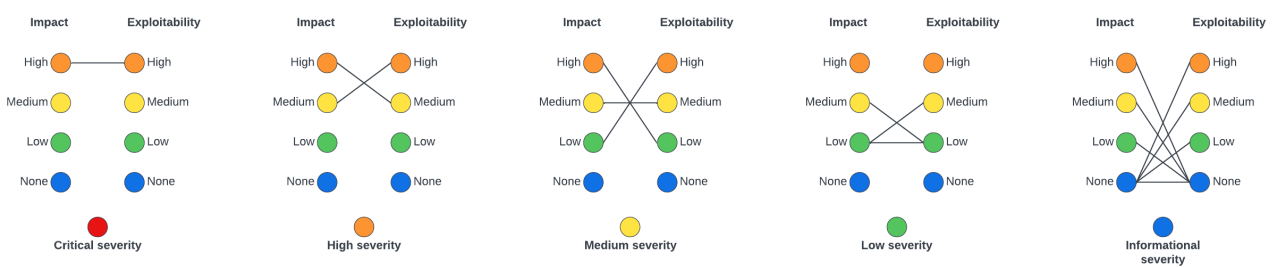 Impact Exploitability
High High
Medium Medium
Low Low
None None
Critical severity
Impact Exploitability
High High
Medium Medium
Low Low
None None
High severity
Impact Exploitability
High High
Medium Medium
Low Low
None None
Medium severity
Impact Exploitability
High High
Medium Medium
Low Low
None None
Low severity
Impact Exploitability
High High
Medium Medium
Low Low
None None
Informational
severity